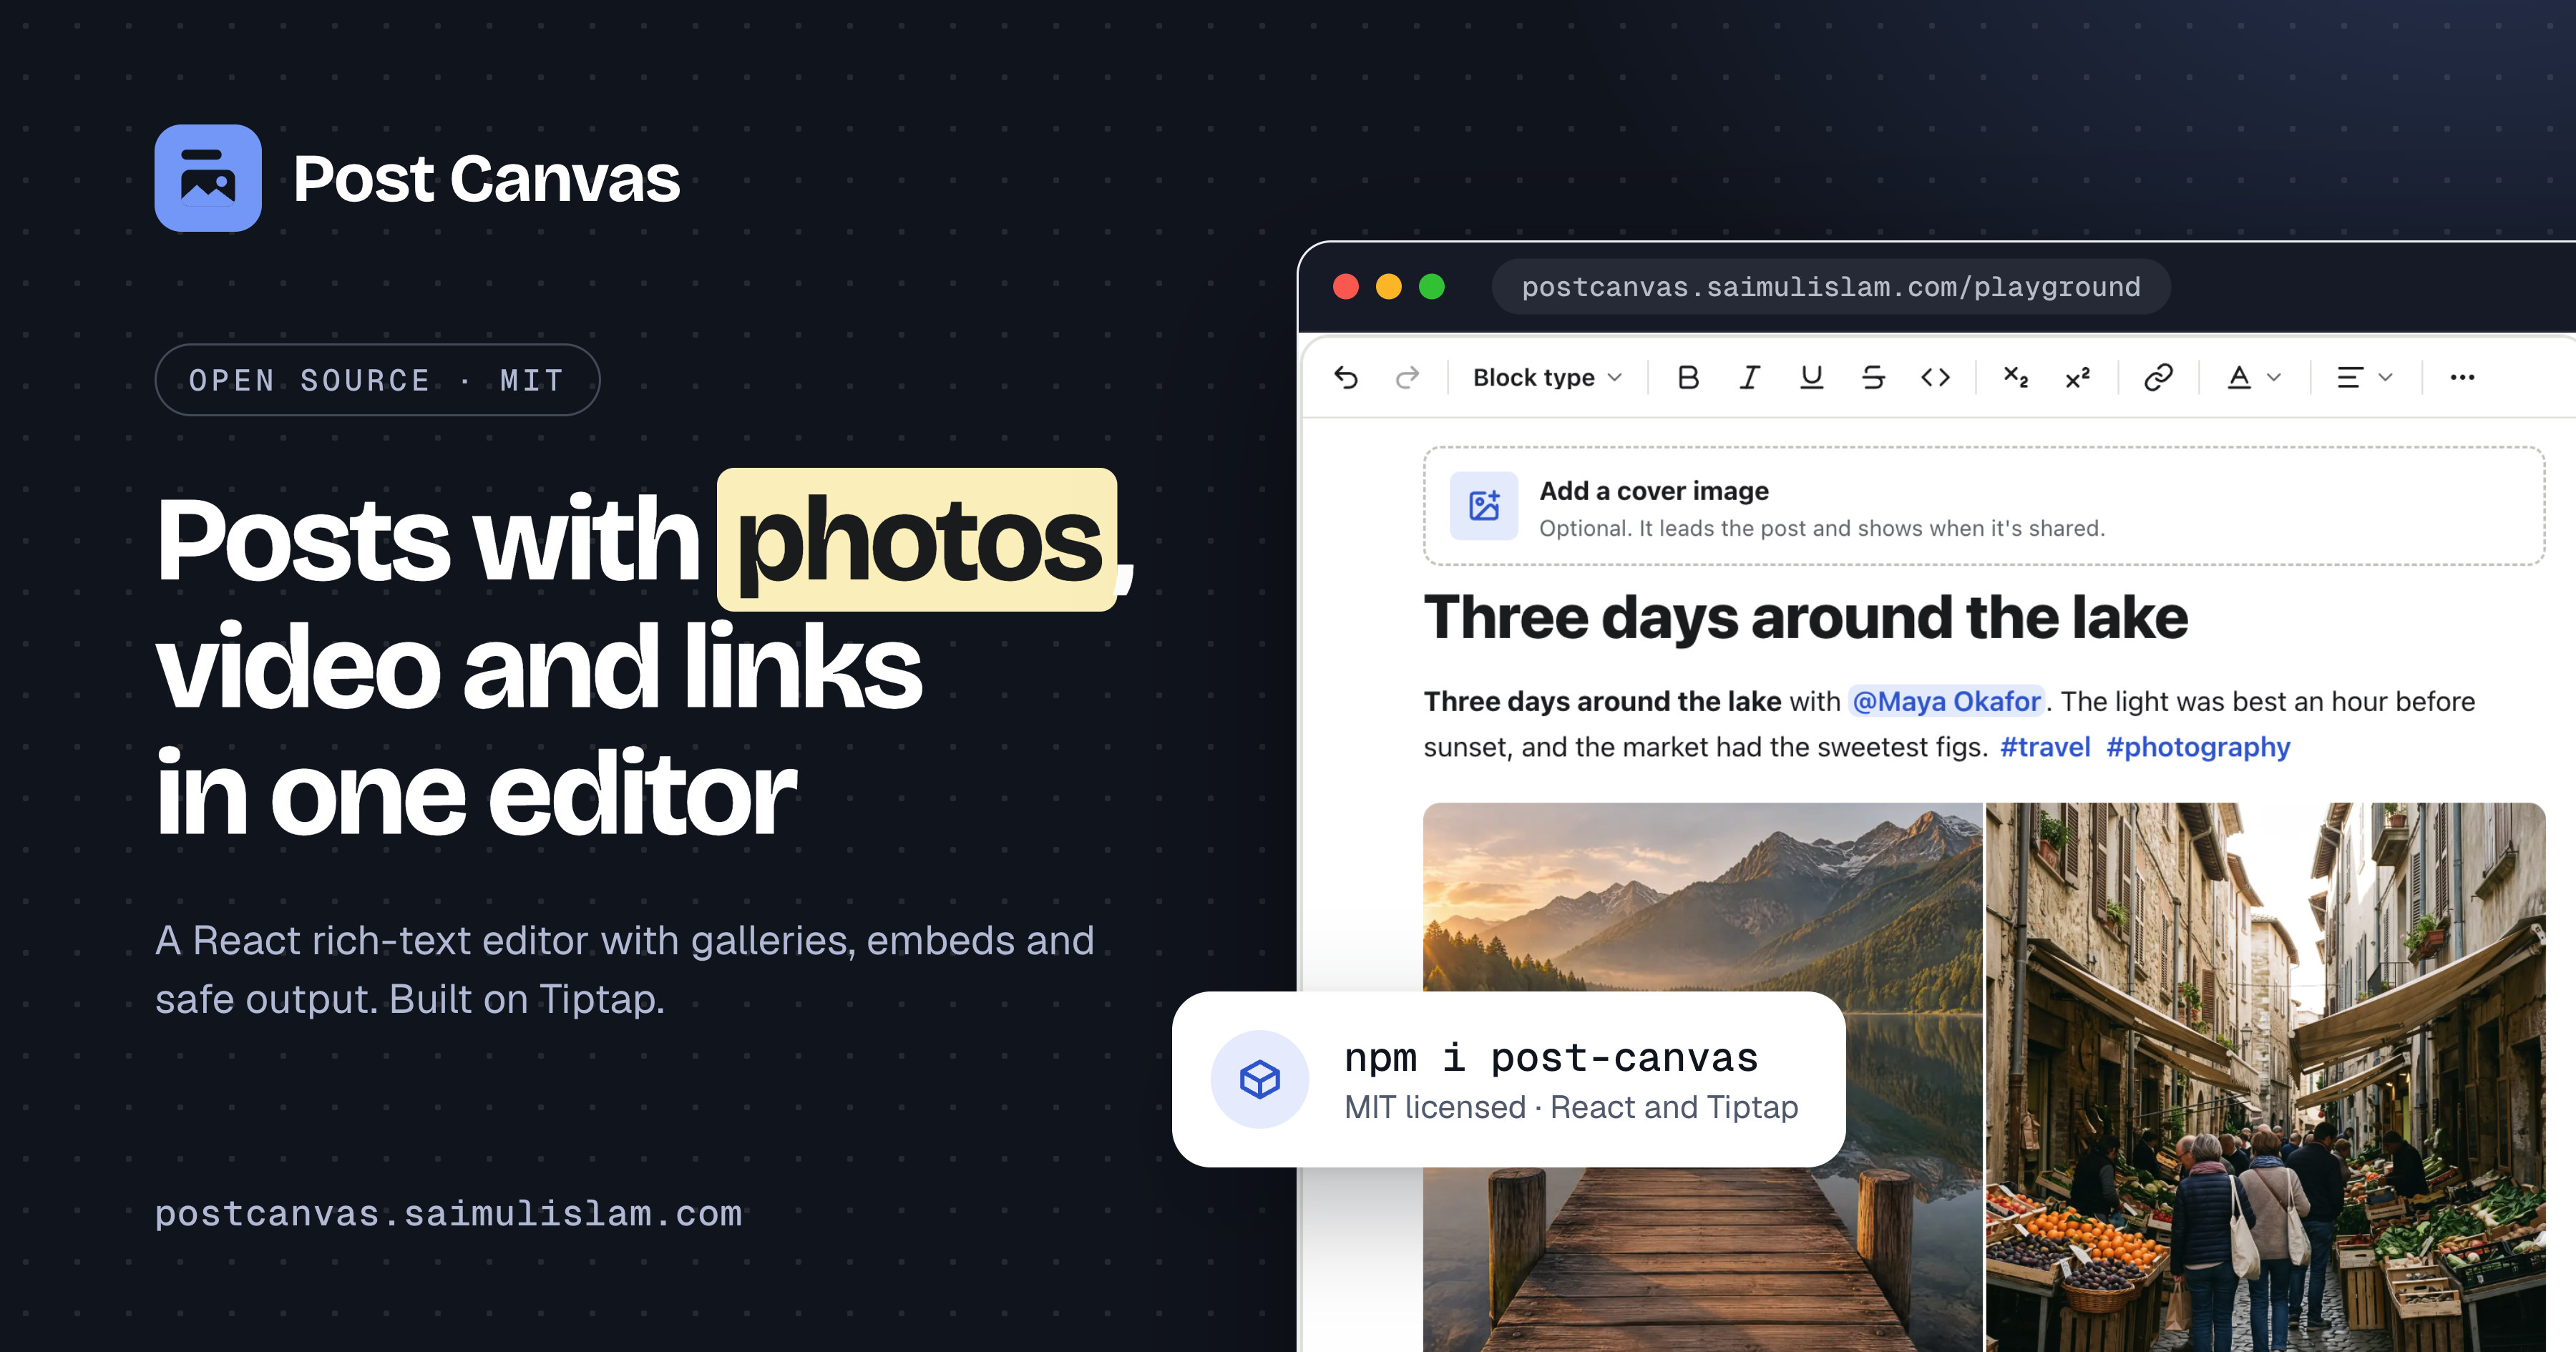 Post Canvas
OPEN SOURCE · MIT
Posts with photos,
video and links
in one editor
A React rich-text editor with galleries, embeds and
safe output. Built on Tiptap.
postcanvas.saimulislam.com
postcanvas.saimulislam.com/playground
Block type
Add a cover image
Optional. It leads the post and shows when it's shared.
Three days around the lake
Three days around the lake with @Maya Okafor. The light was best an hour before
sunset, and the market had the sweetest figs. #travel #photography
npm i post-canvas
MIT licensed · React and Tiptap